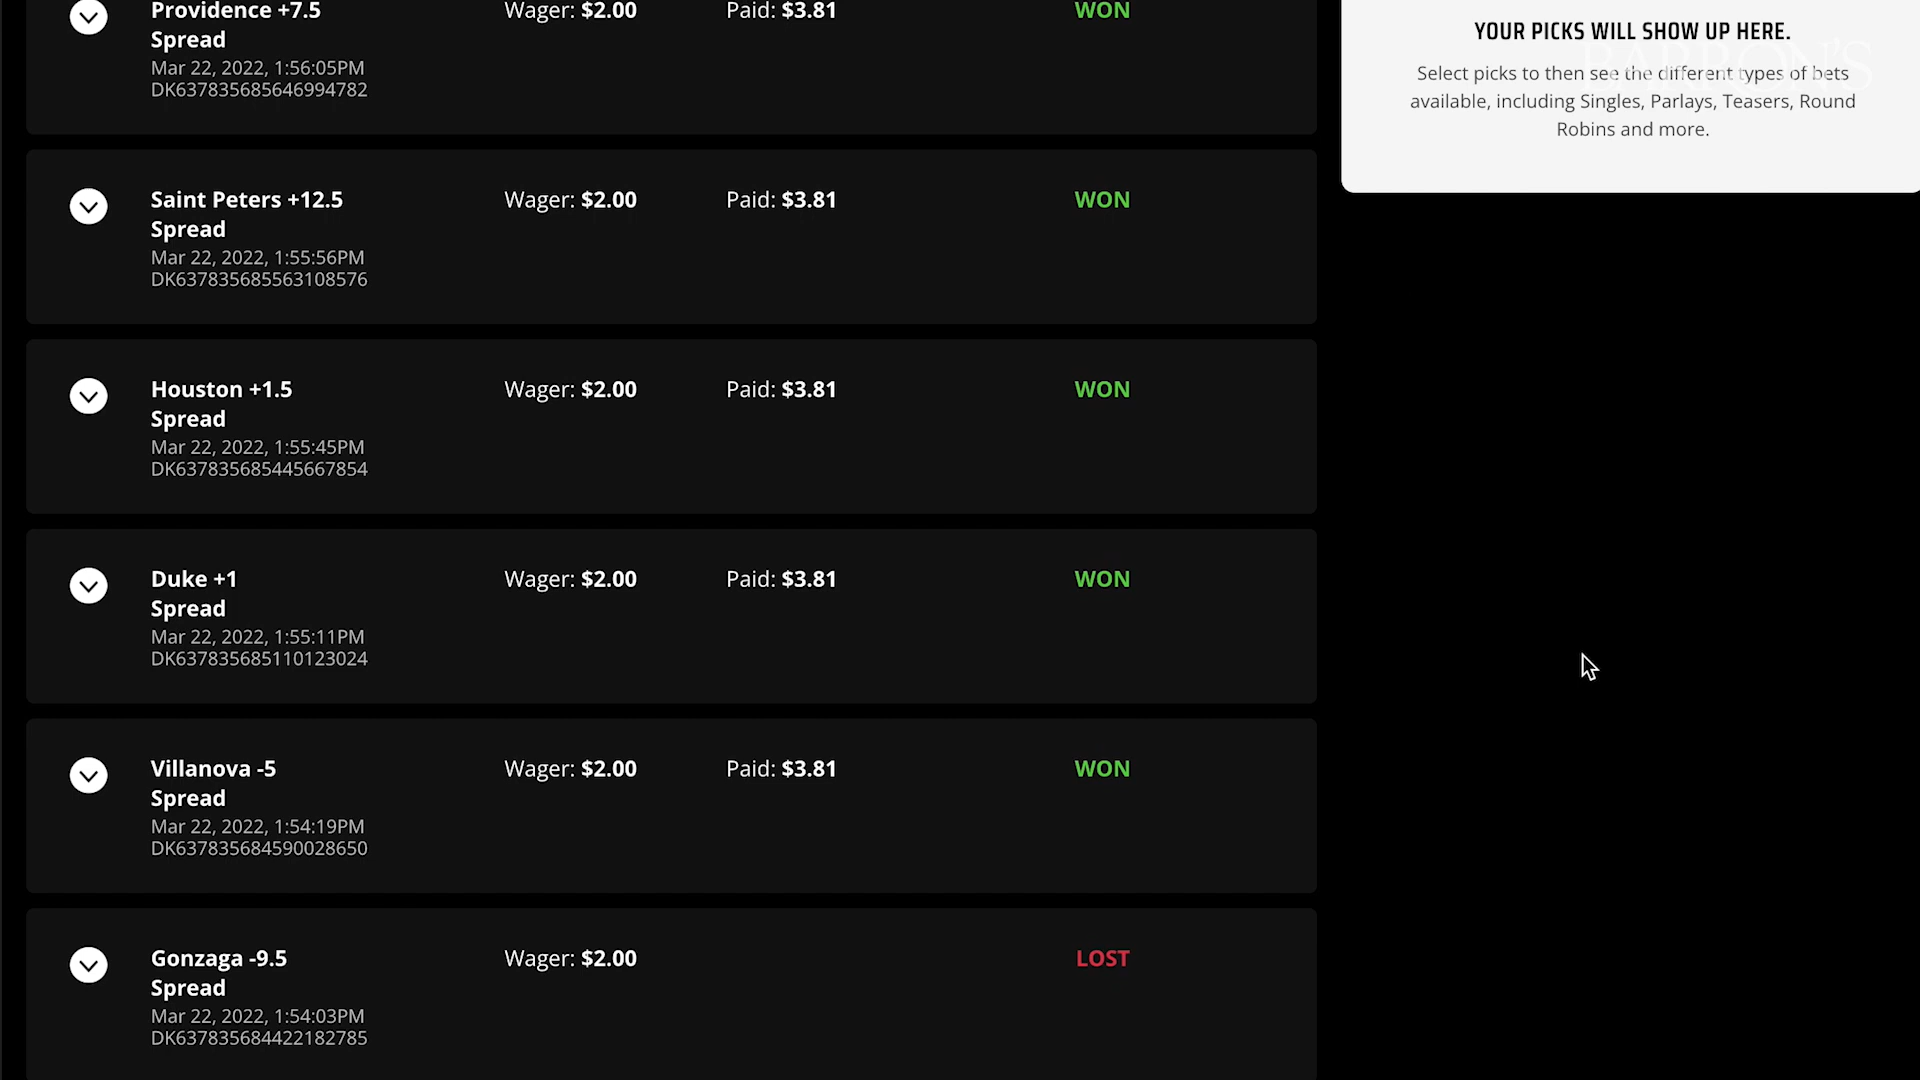 Providence +7.5 Wager: $2.00 Paid: $3.81 WON
Spread
Mar 22, 2022, 1:56:05PM
DK637835685646994782
Saint Peters +12.5 Wager: $2.00 Paid: $3.81 WON
Spread
Mar 22, 2022, 1:55:56PM
DK637835685563108576
Houston +1.5 Wager: $2.00 Paid: $3.81 WON
Spread
Mar 22, 2022, 1:55:45PM
DK637835685445667854
Duke +1 Wager: $2.00 Paid: $3.81 WON
Spread
Mar 22, 2022, 1:55:11PM
DK637835685110123024
Villanova -5 Wager: $2.00 Paid: $3.81 WON
Spread
Mar 22, 2022, 1:54:19PM
DK637835684590028650
Gonzaga -9.5 Wager: $2.00 LOST
Spread
Mar 22, 2022, 1:54:03PM
DK637835684422182785
YOUR PICKS WILL SHOW UP HERE.
BARRON'S
Select picks to then see the different types of bets
available, including Singles, Parlays, Teasers, Round
Robins and more.